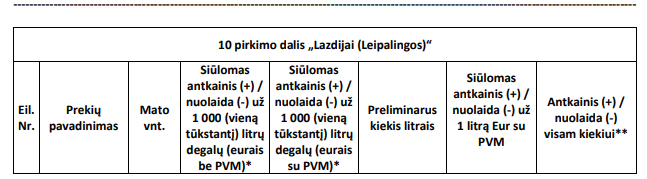 10 pirkimo dalis „Lazdijai (Leipalingos)“
Eil.
Nr.
Prekių
pavadinimas
Mato
vnt.
Siūlomas
antkainis (+) /
nuolaida (-) už
1 000 (vieną
tūkstantį) litrų
degalų (eurais
be PVM)*
Siūlomas
antkainis (+) /
nuolaida (-) už
1 000 (vieną
tūkstantį) litrų
degalų (eurais
su PVM)*
Preliminarus
kiekis litrais
Siūlomas
antkainis (+) /
nuolaida (-) už
1 litrą Eur su
PVM
Antkainis (+) /
nuolaida (-)
visam kiekiui**